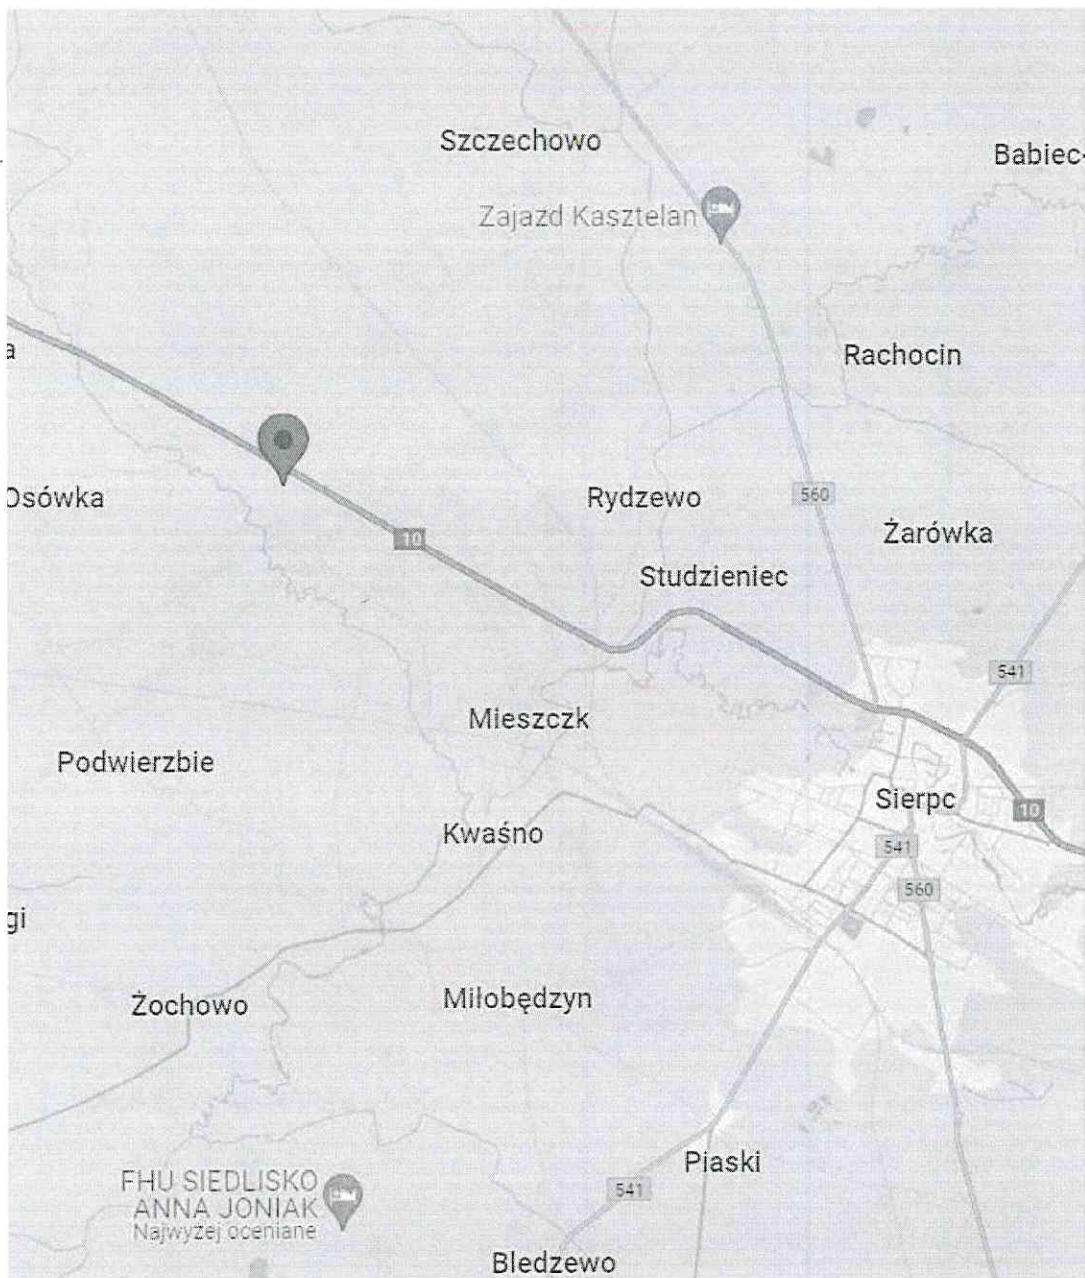 Szczechowo
Babiec-
Zajazd Kasztelan
a
Rachocin
Osówka
Rydzewo
560
Żarówka
10
Studzieniec
541
Mieszczk
Podwierzbie
Sierpc
10
Kwaśno
541
560
gi
Żochowo
Miłobędzyn
Piaski
FHU SIEDLISKO
ANNA JONIAK
Najwyżej oceniane
541
Bledzewo